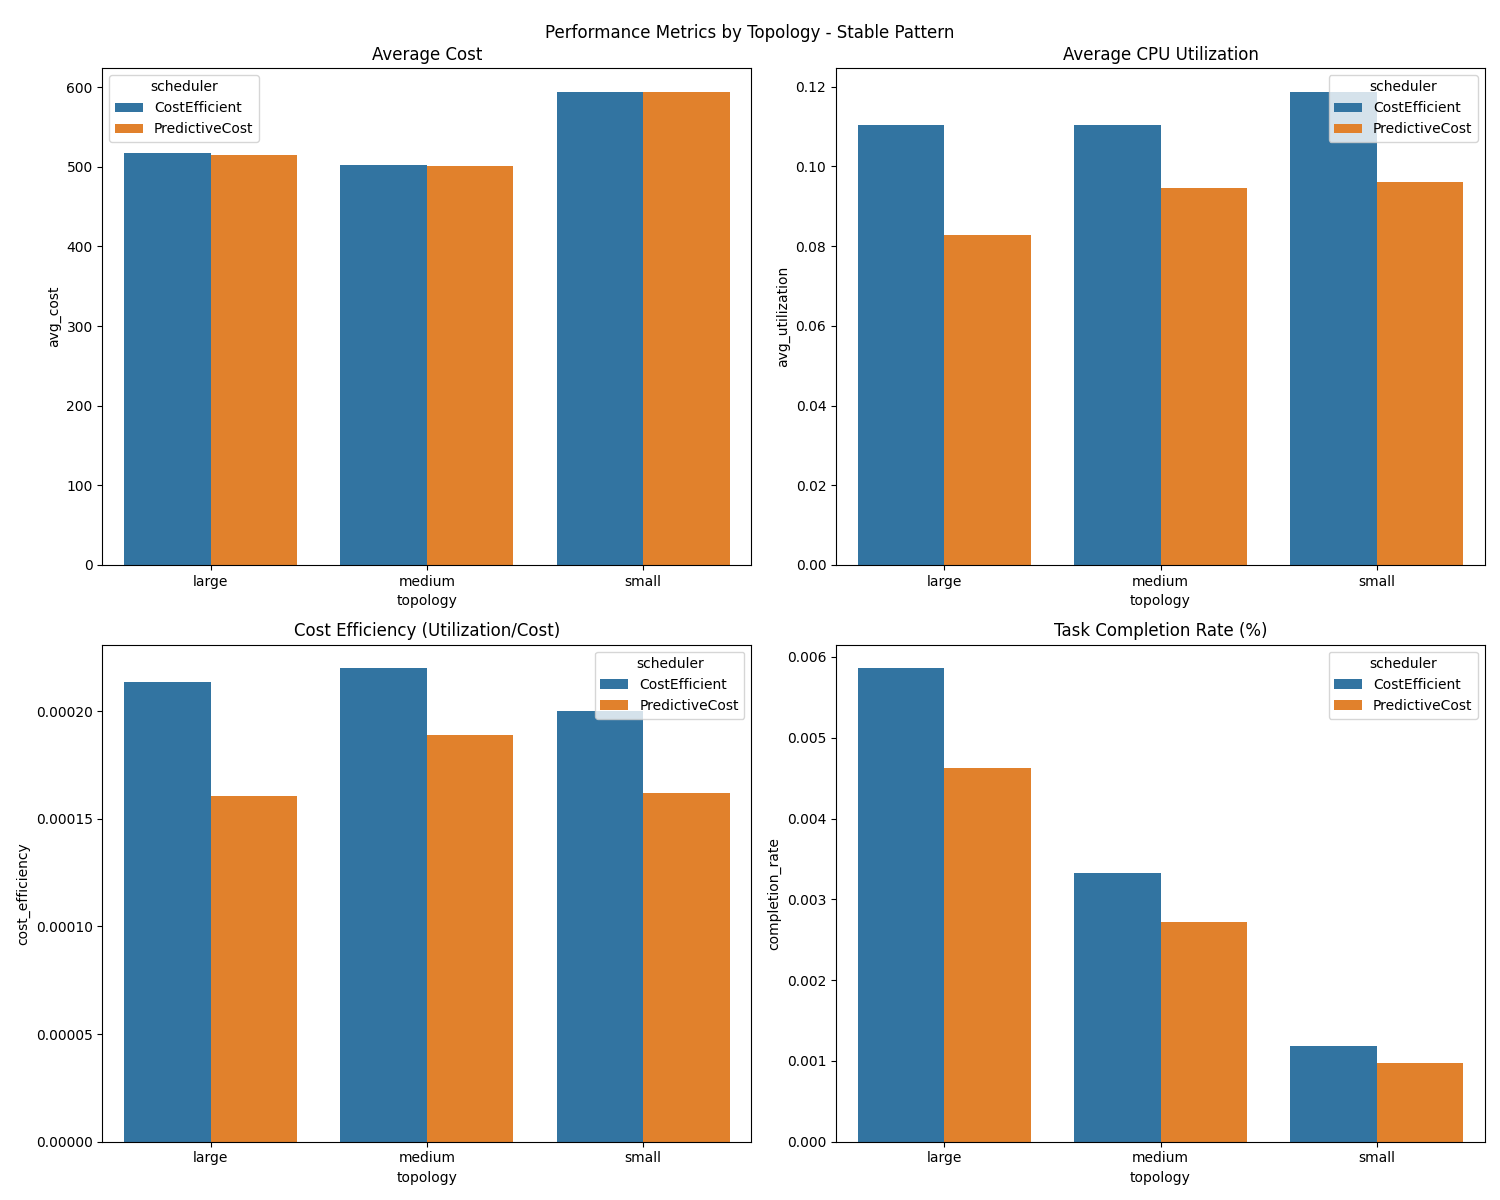 Performance Metrics by Topology - Stable Pattern
Average Cost
scheduler
CostEfficient
PredictiveCost
avg_cost
600
500
400
300
200
100
0
large medium small
topology
Average CPU Utilization
scheduler
CostEfficient
PredictiveCost
avg_utilization
0.12
0.10
0.08
0.06
0.04
0.02
0.00
large medium small
topology
Cost Efficiency (Utilization/Cost)
scheduler
CostEfficient
PredictiveCost
cost_efficiency
0.00020
0.00015
0.00010
0.00005
0.00000
large medium small
topology
Task Completion Rate (%)
scheduler
CostEfficient
PredictiveCost
completion_rate
0.006
0.005
0.004
0.003
0.002
0.001
0.000
large medium small
topology